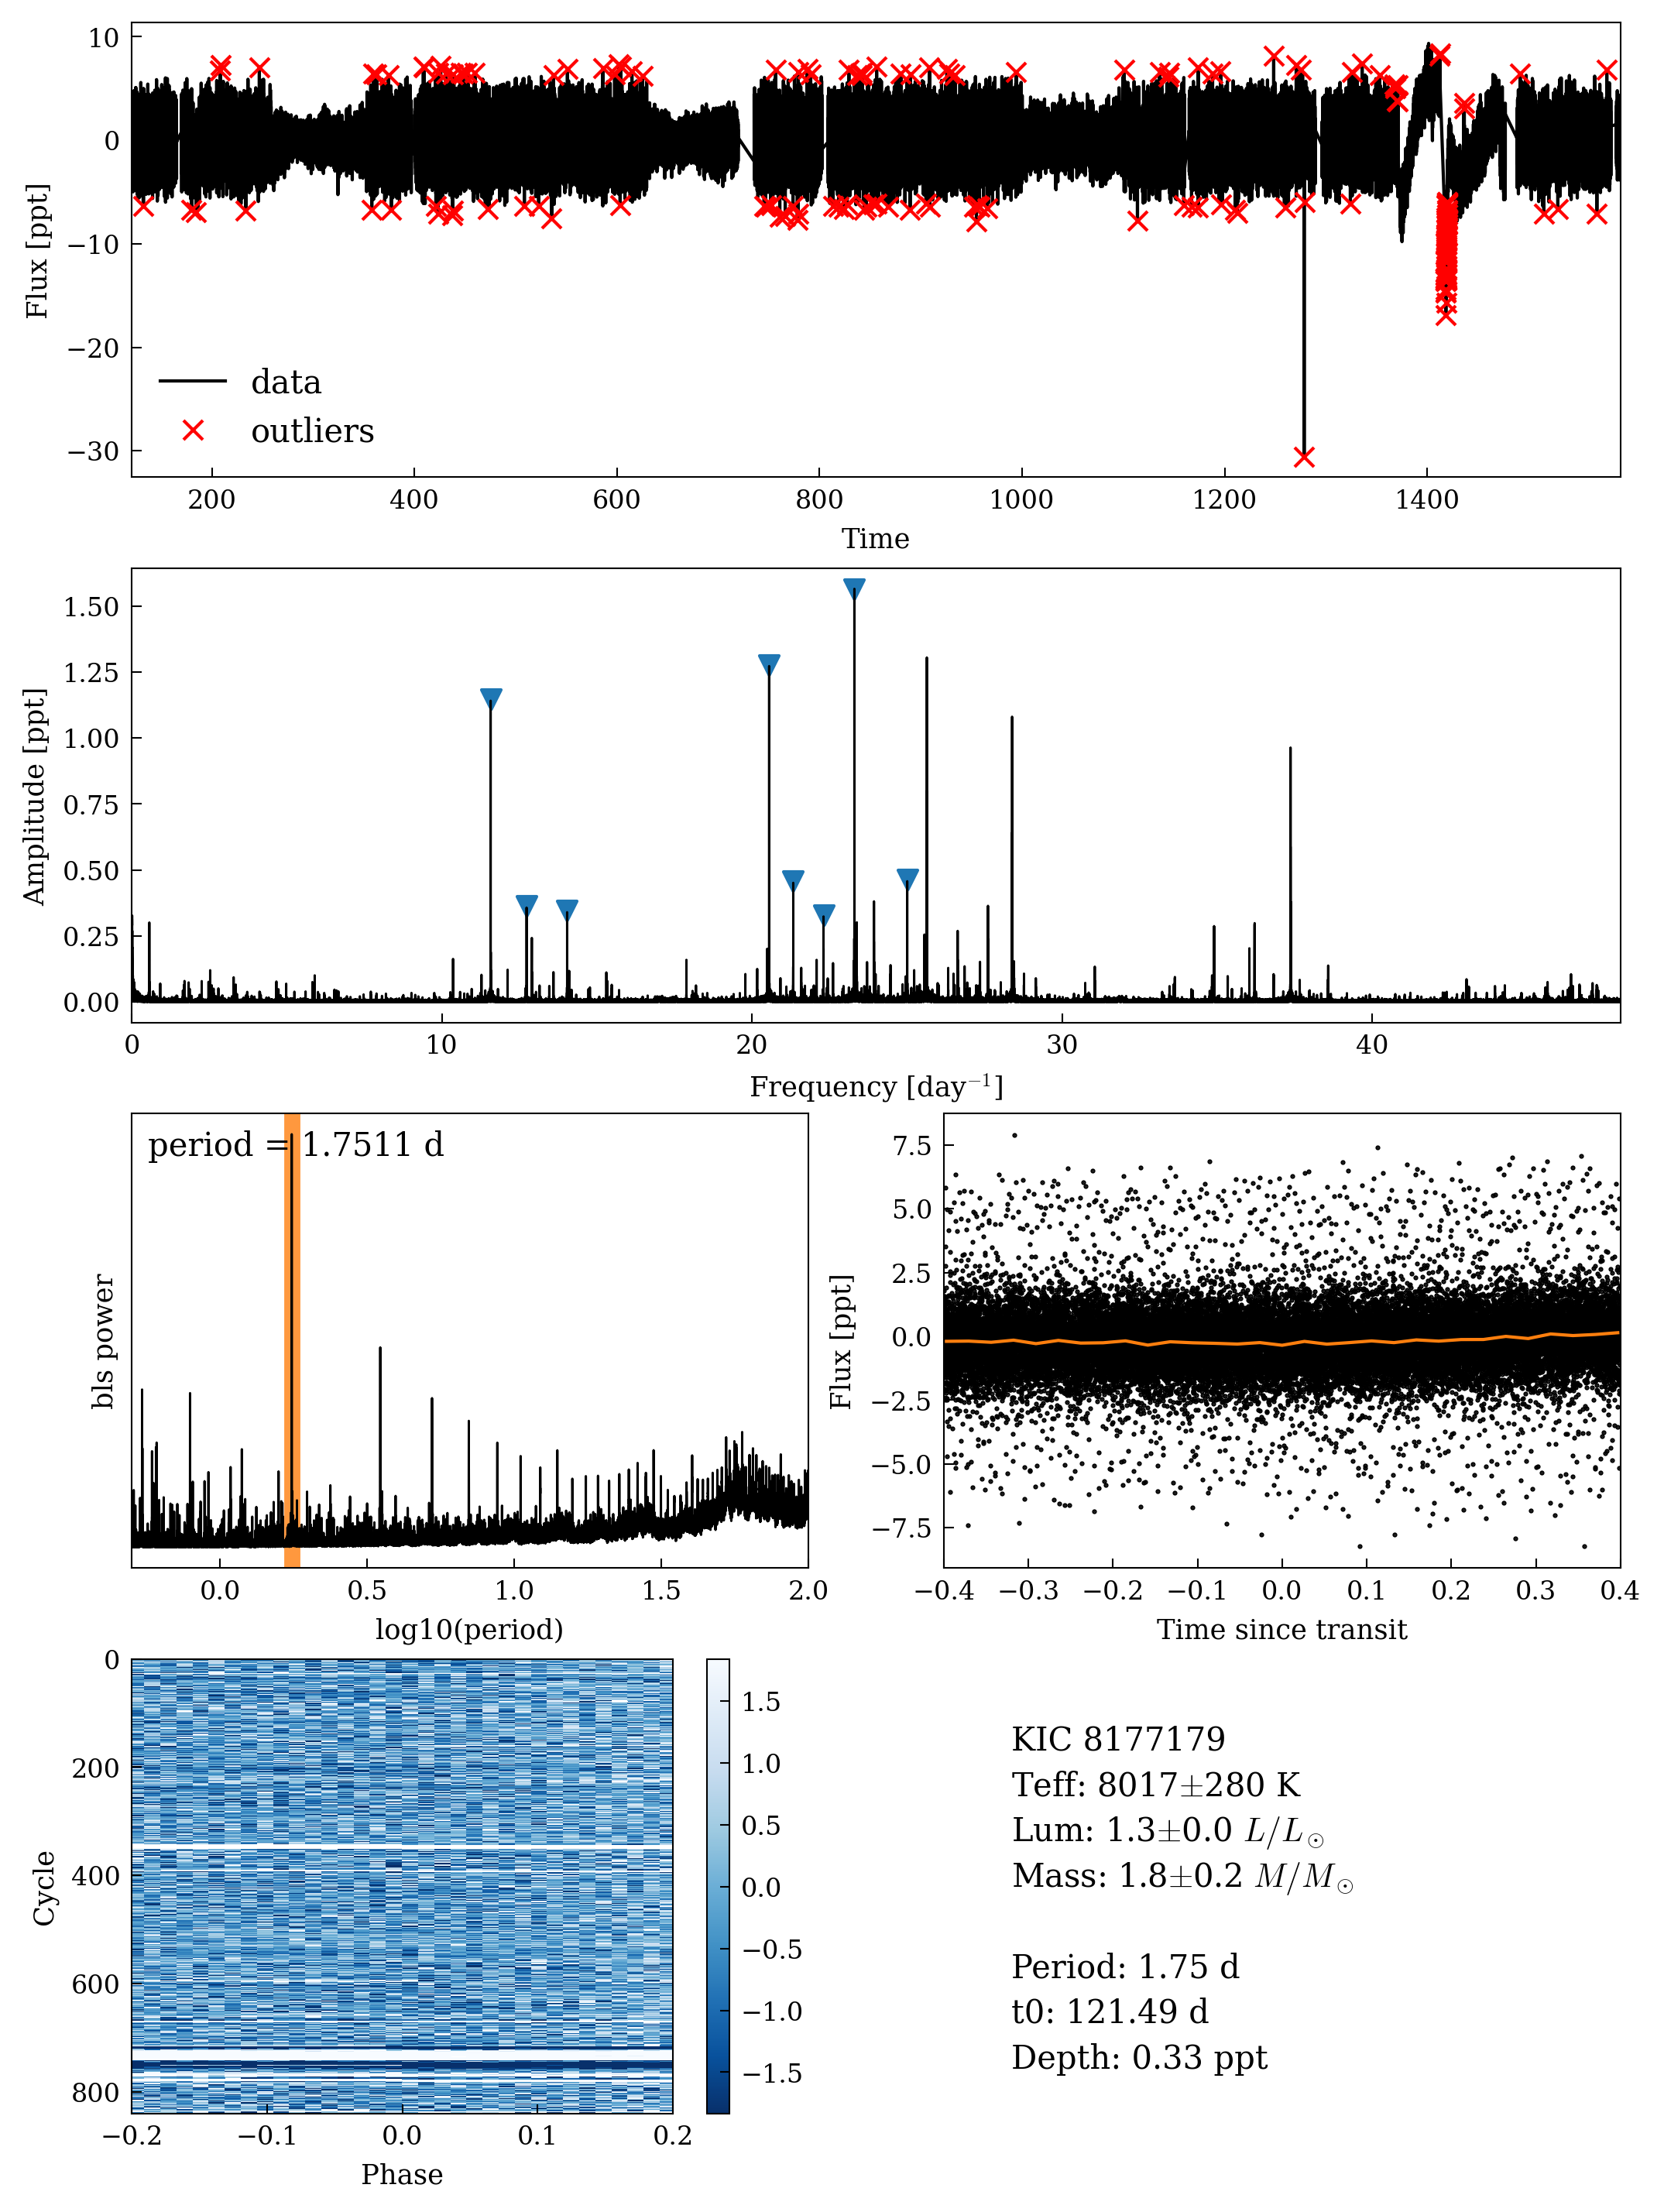 10
0
−10
−20
−30
Flux [ppt]
data
outliers
200 400 600 800 1000 1200 1400
Time
1.50
1.25
1.00
0.75
0.50
0.25
0.00
Amplitude [ppt]
0 10 20 30 40
Frequency [day⁻¹]
period = 1.7511 d
bls power
0.0 0.5 1.0 1.5 2.0
log10(period)
7.5
5.0
2.5
0.0
−2.5
−5.0
−7.5
Flux [ppt]
−0.4 −0.3 −0.2 −0.1 0.0 0.1 0.2 0.3 0.4
Time since transit
0
200
400
600
800
Cycle
−0.2 −0.1 0.0 0.1 0.2
Phase
1.5
1.0
0.5
0.0
−0.5
−1.0
−1.5
KIC 8177179
Teff: 8017±280 K
Lum: 1.3±0.0 L/L⊙
Mass: 1.8±0.2 M/M⊙
Period: 1.75 d
t0: 121.49 d
Depth: 0.33 ppt